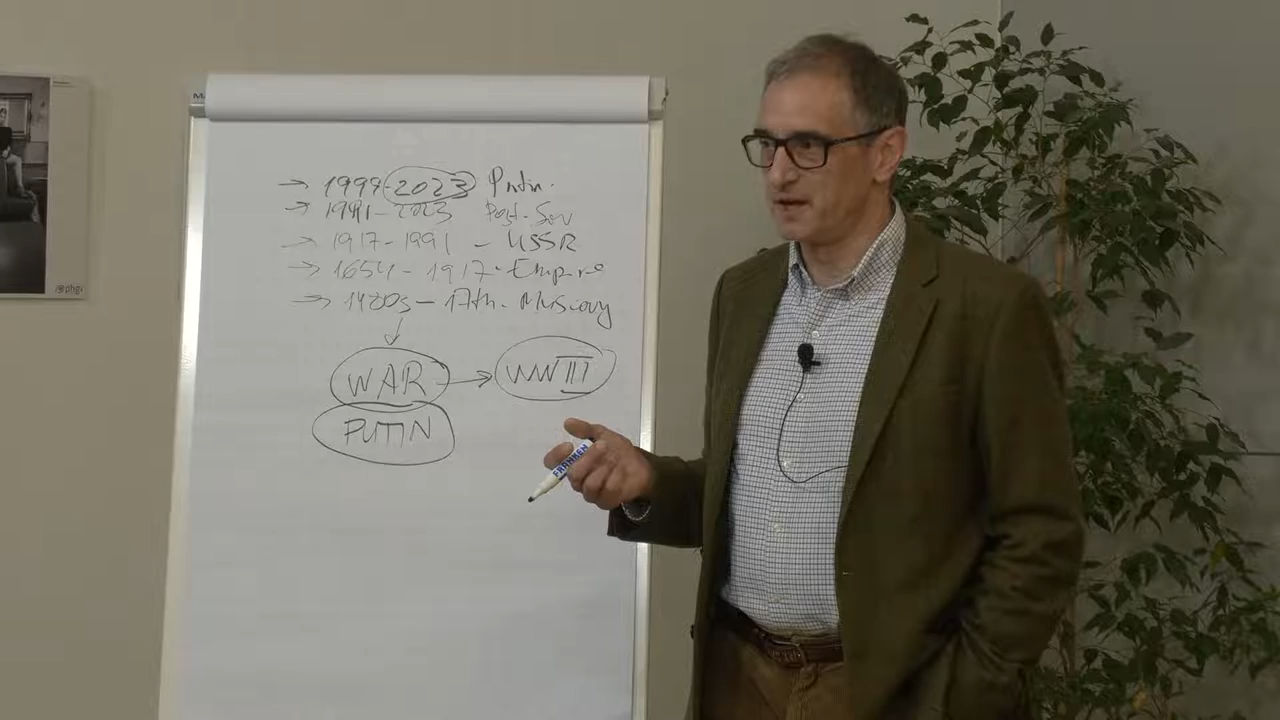 → 1999-2023 Putin.
→ 1991-2023 Post-Sov
→ 1917-1991 - USSR
→ 1654-1917. Empire
→ 1480s-17th. Muscovy
WAR → WWIII
PUTIN
FRANKEN